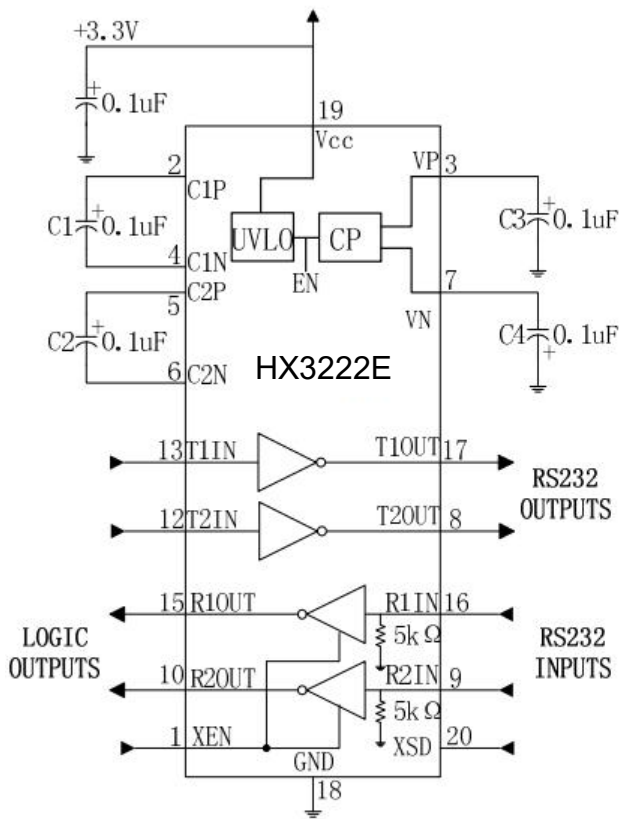 +3.3V
+
0.1uF
19
Vcc
2
C1P
VP
3
C1
+
0.1uF
UVLO
CP
C3
+
0.1uF
4
C1N
EN
5
C2P
7
VN
C2
+
0.1uF
C4
0.1uF
+
6
C2N
HX3222E
13
T1IN
T1OUT
17
RS232
OUTPUTS
12
T2IN
T2OUT
8
15
R1OUT
R1IN
16
5kΩ
LOGIC
OUTPUTS
RS232
INPUTS
10
R2OUT
R2IN
9
5kΩ
1
XEN
XSD
20
GND
18